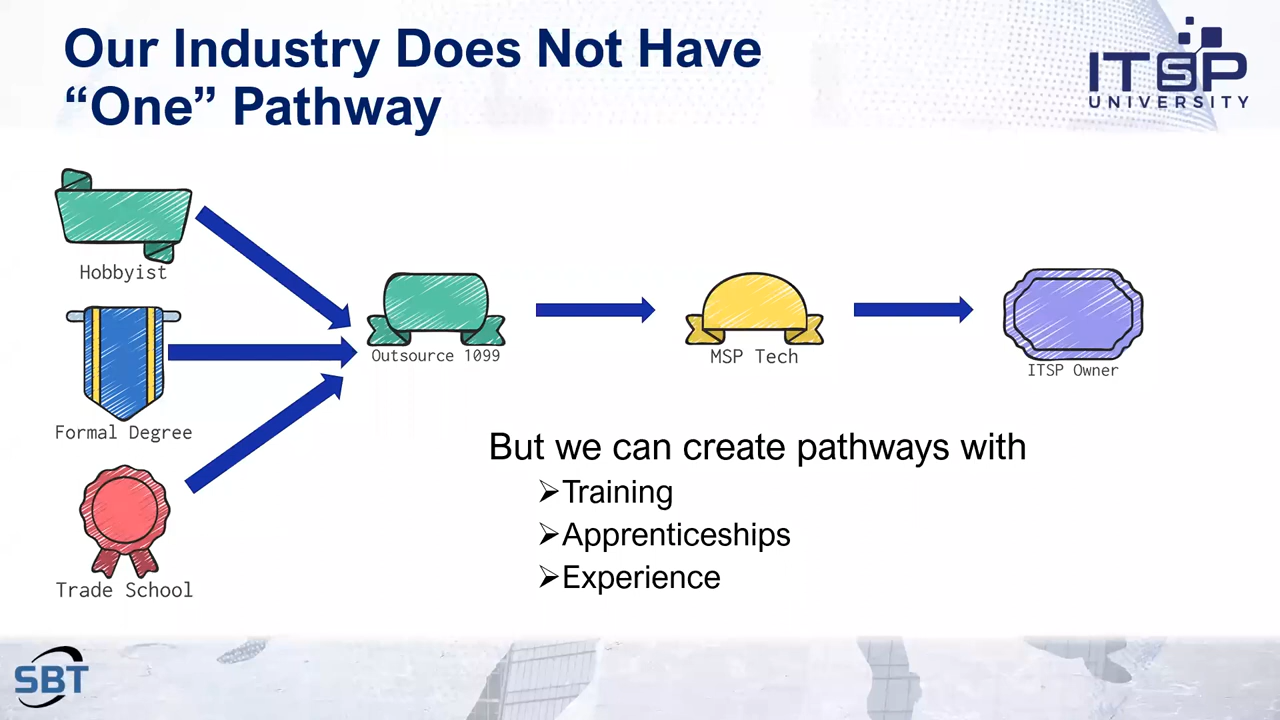 Our Industry Does Not Have
“One” Pathway
ITSP
UNIVERSITY
Hobbyist
Formal Degree
Trade School
Outsource 1099
MSP Tech
ITSP Owner
But we can create pathways with
➢Training
➢Apprenticeships
➢Experience
SBT